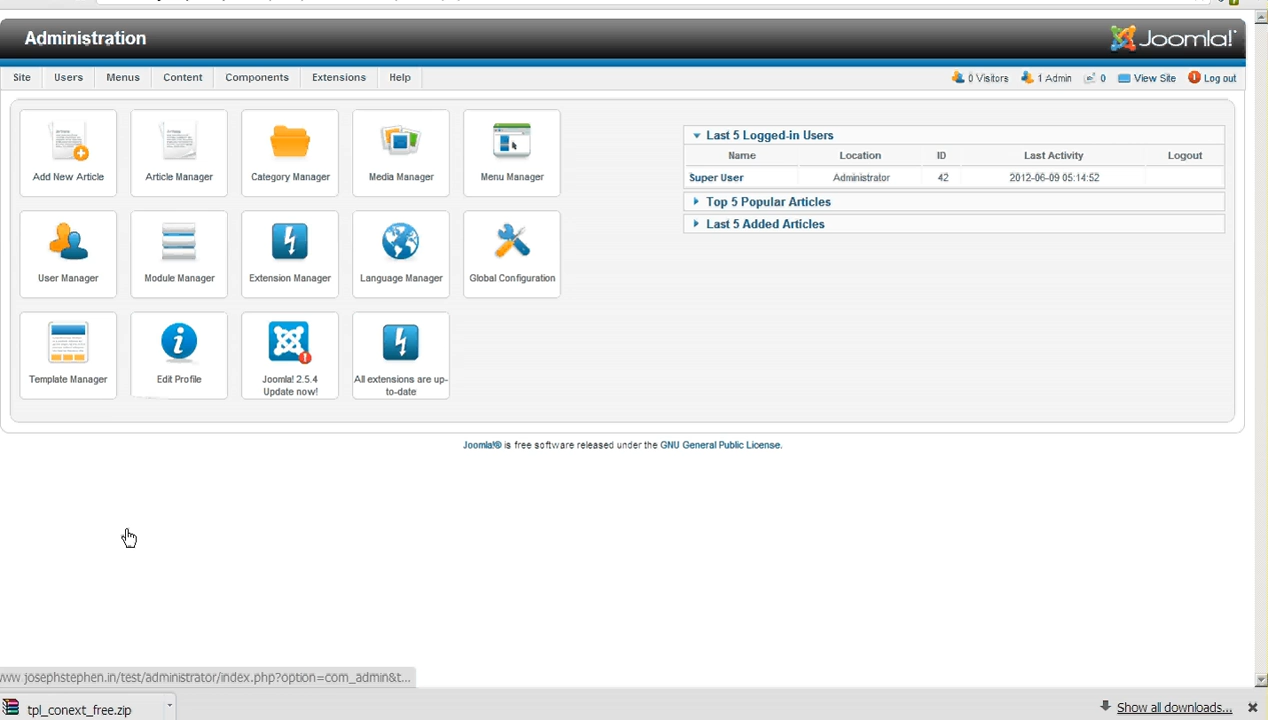 Administration
Joomla!
Site Users Menus Content Components Extensions Help
0 Visitors 1 Admin 0 View Site Log out
Add New Article
Article Manager
Category Manager
Media Manager
Menu Manager
User Manager
Module Manager
Extension Manager
Language Manager
Global Configuration
Template Manager
Edit Profile
Joomla! 2.5.4
Update now!
All extensions are up-
to-date
Last 5 Logged-in Users
Name Location ID Last Activity Logout
Super User Administrator 42 2012-06-09 05:14:52
Top 5 Popular Articles
Last 5 Added Articles
Joomla!® is free software released under the GNU General Public License.
www.josephstephen.in/test/administrator/index.php?option=com_admin&t...
tpl_conext_free.zip
Show all downloads...